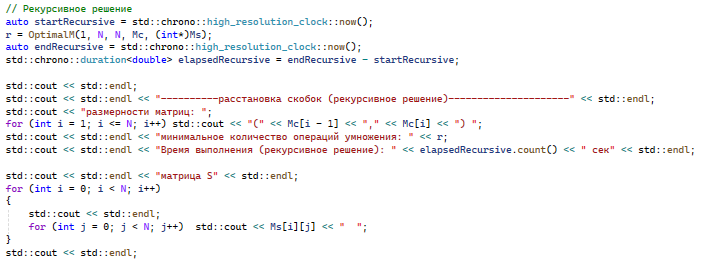 // Рекурсивное решение
auto startRecursive = std::chrono::high_resolution_clock::now();
r = OptimalM(1, N, N, Mc, (int*)Ms);
auto endRecursive = std::chrono::high_resolution_clock::now();
std::chrono::duration<double> elapsedRecursive = endRecursive - startRecursive;

std::cout << std::endl;
std::cout << std::endl << "----------расстановка скобок (рекурсивное решение)---------------------" << std::endl;
std::cout << "размерности матриц: ";
for (int i = 1; i <= N; i++) std::cout << "(" << Mc[i - 1] << "," << Mc[i] << ") ";
std::cout << std::endl << "минимальное количество операций умножения: " << r;
std::cout << std::endl << "Время выполнения (рекурсивное решение): " << elapsedRecursive.count() << " сек" << std::endl;

std::cout << std::endl << "матрица S" << std::endl;
for (int i = 0; i < N; i++)
{
    std::cout << std::endl;
    for (int j = 0; j < N; j++)  std::cout << Ms[i][j] << "  ";
}
std::cout << std::endl;